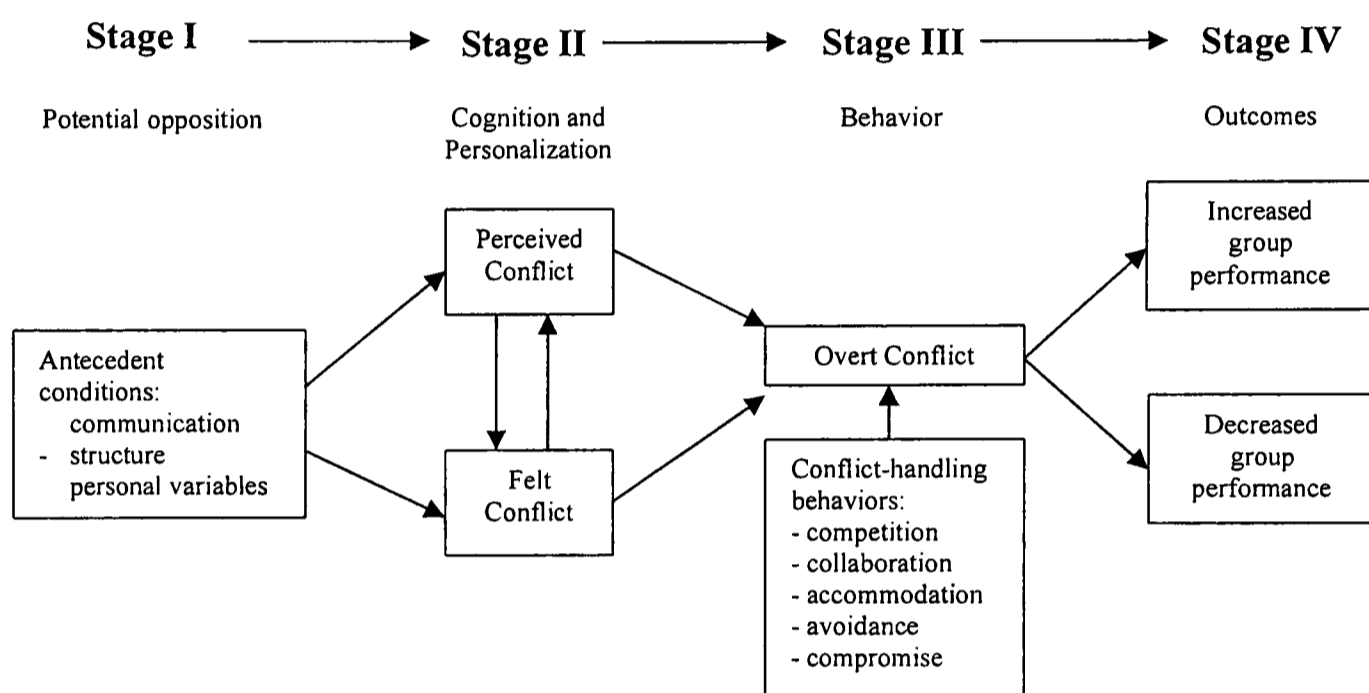 Stage I
Stage II
Stage III
Stage IV
Potential opposition
Cognition and
Personalization
Behavior
Outcomes
Antecedent
conditions:
communication
- structure
personal variables
Perceived
Conflict
Felt
Conflict
Overt Conflict
Conflict-handling
behaviors:
- competition
- collaboration
- accommodation
- avoidance
- compromise
Increased
group
performance
Decreased
group
performance